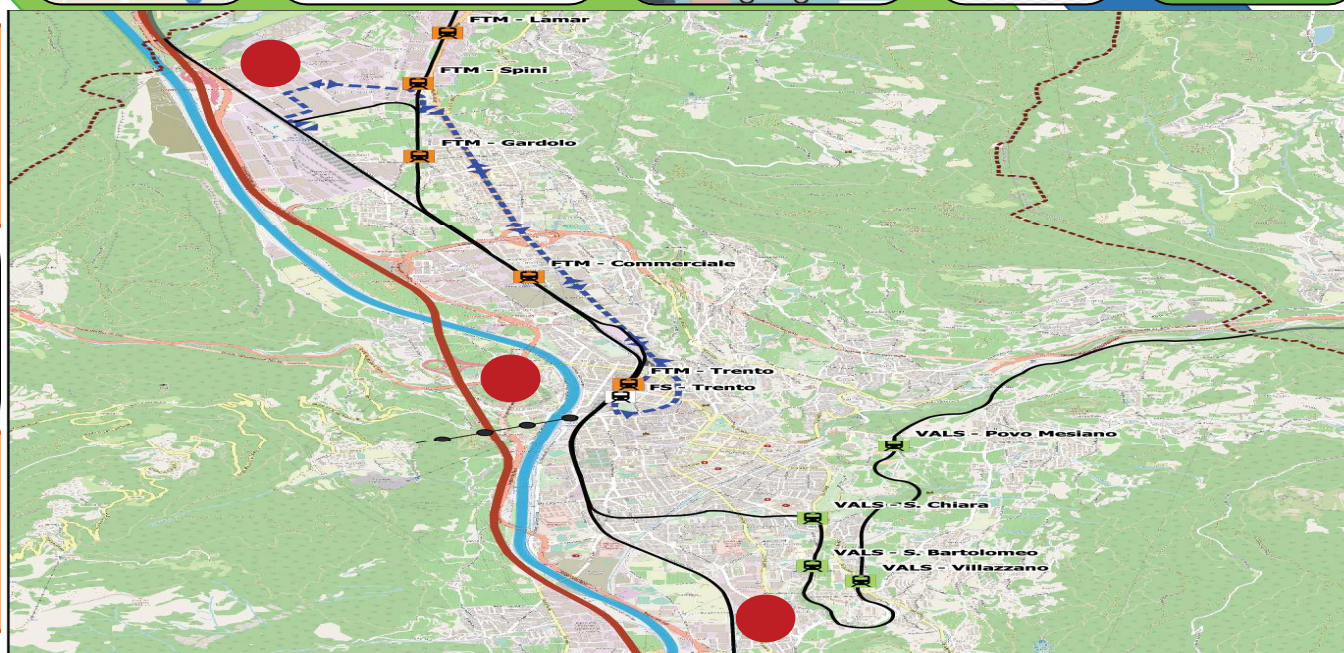 FTM - Lamar
FTM - Spini
FTM - Gardolo
FTM - Commerciale
FTM - Trento
FS - Trento
VALS - Povo Mesiano
VALS - S. Chiara
VALS - S. Bartolomeo
VALS - Villazzano